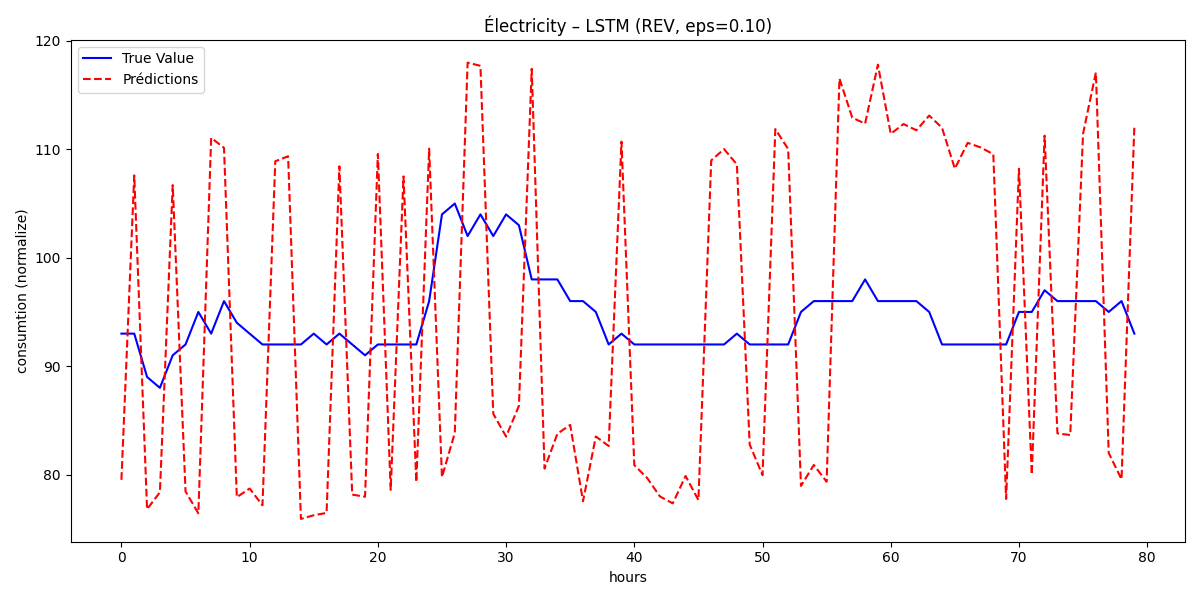 Électricity – LSTM (REV, eps=0.10)
True Value
Prédictions
consumtion (normalize)
120
110
100
90
80
0 10 20 30 40 50 60 70 80
hours